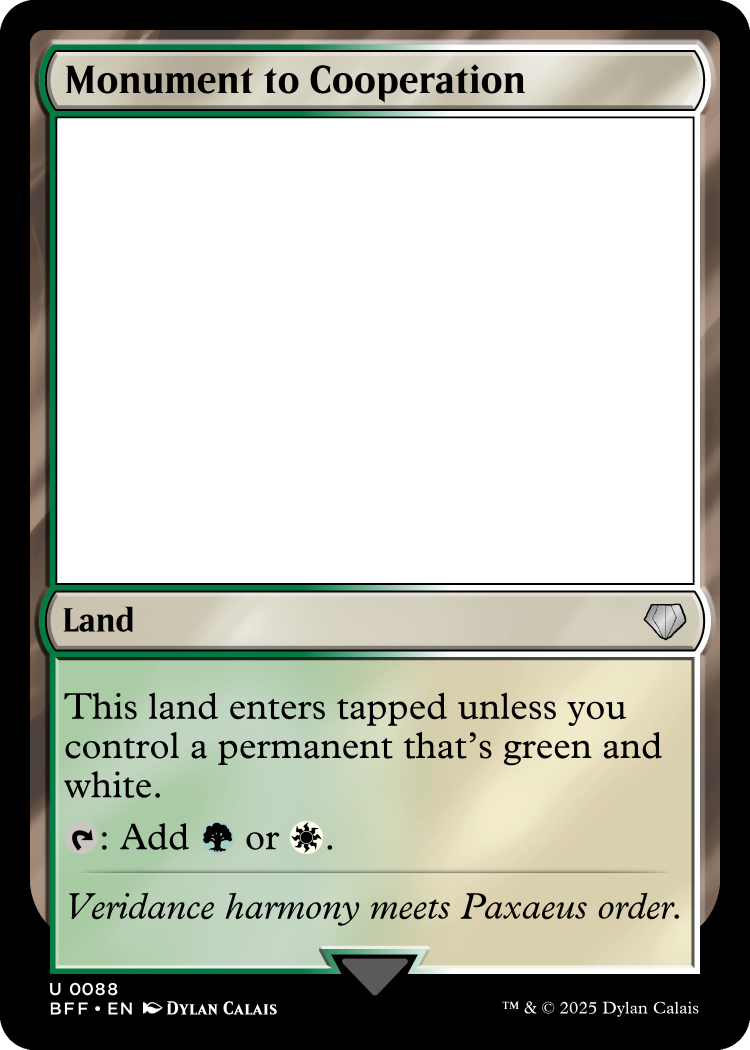 Monument to Cooperation
Land
This land enters tapped unless you
control a permanent that’s green and
white.
: Add or .
Veridance harmony meets Paxaeus order.
U 0088
BFF • EN DYLAN CALAIS
™ & © 2025 Dylan Calais